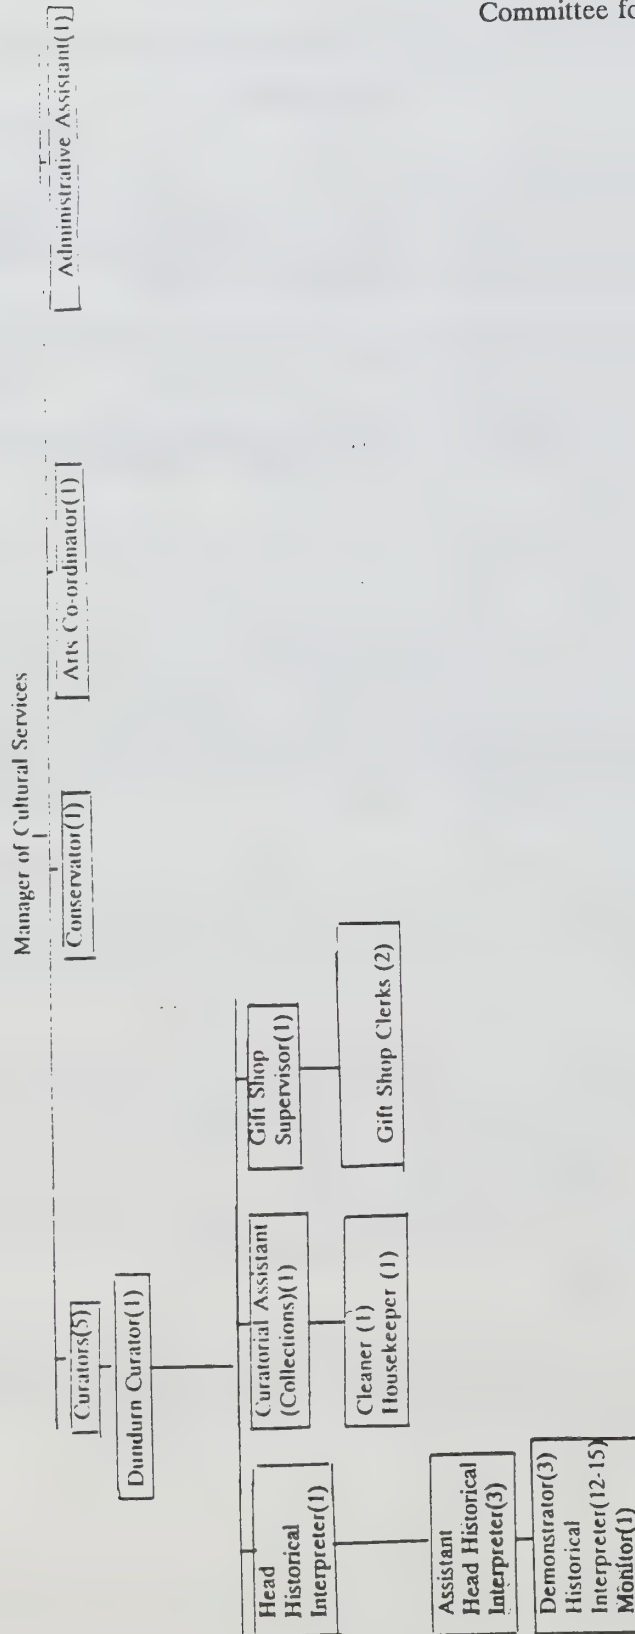 Committee fo
Manager of Cultural Services
Curators(5)
Conservator(1)
Arts Co-ordinator(1)
Administrative Assistant(1)
Dundurn Curator(1)
Head
Historical
Interpreter(1)
Curatorial Assistant
(Collections)(1)
Gift Shop
Supervisor(1)
Assistant
Head Historical
Interpreter(3)
Cleaner (1)
Housekeeper (1)
Gift Shop Clerks (2)
Demonstrator(3)
Historical
Interpreter(12-15)
Monitor(1)